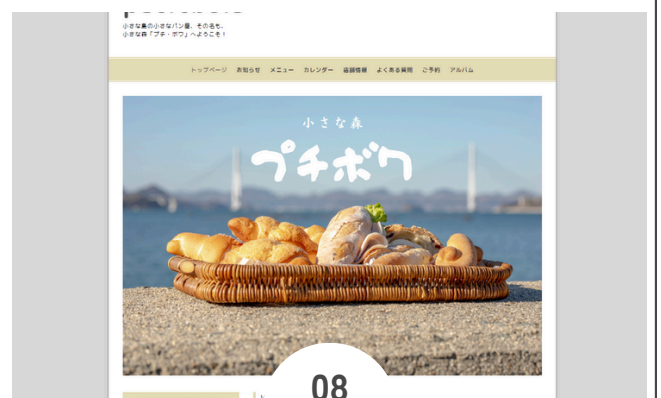 小さな島の小さなパン屋、その名も、
小さな森「プチ・ボワ」へようこそ！
トップページ お知らせ メニュー カレンダー 店舗情報 よくある質問 ご予約 アルバム
小さな森
プチボワ
08